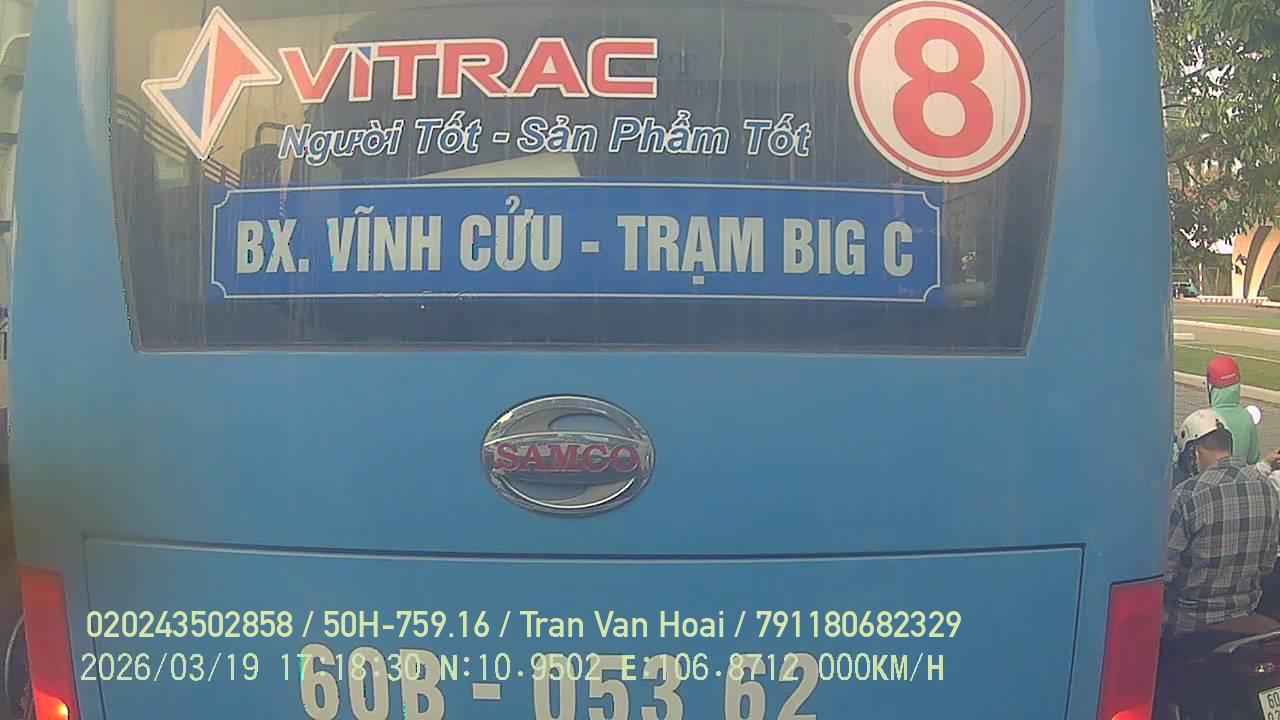 VITRAC
8
Người Tốt - Sản Phẩm Tốt
BX. VĨNH CỬU - TRẠM BIG C
SAMCO
020243502858 / 50H-759.16 / Tran Van Hoai / 791180682329
2026/03/19 17:18:30 N:10.9502 E:106.8712 000KM/H
60B - 053 62